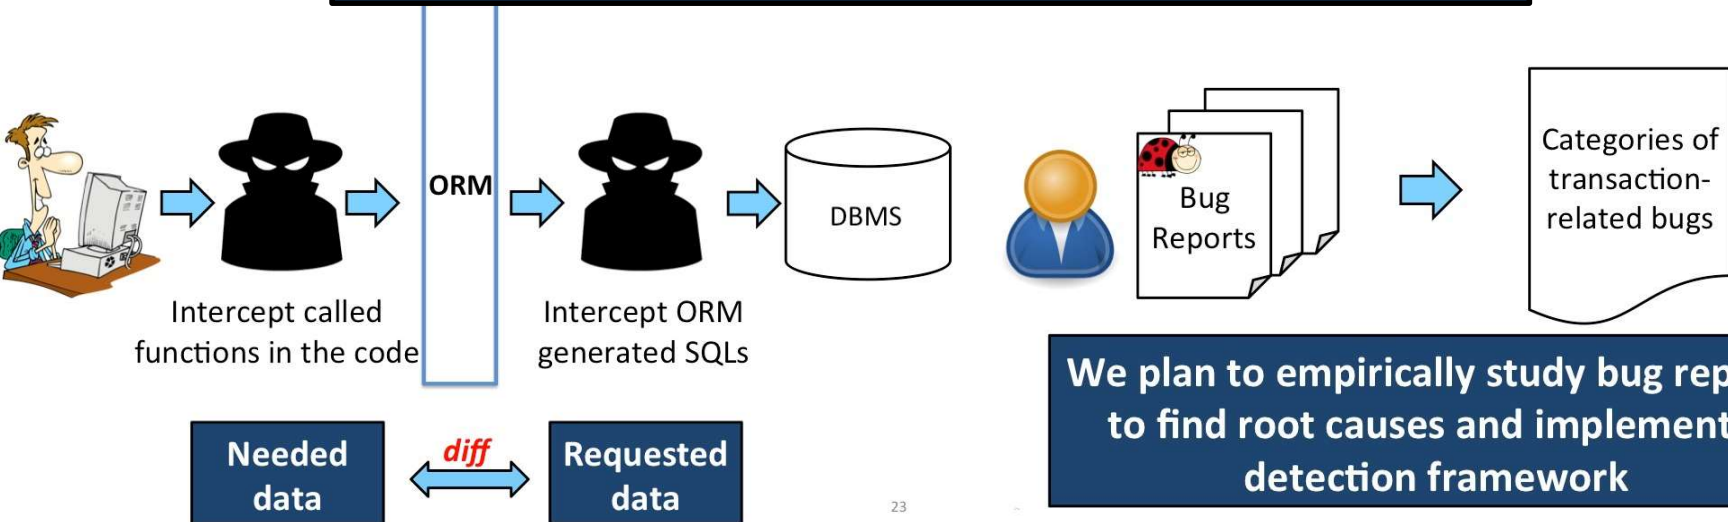 ORM
DBMS
Intercept called
functions in the code
Intercept ORM
generated SQLs
Needed
data
diff
Requested
data
23
Bug
Reports
Categories of
transaction-
related bugs
We plan to empirically study bug rep
to find root causes and implement
detection framework